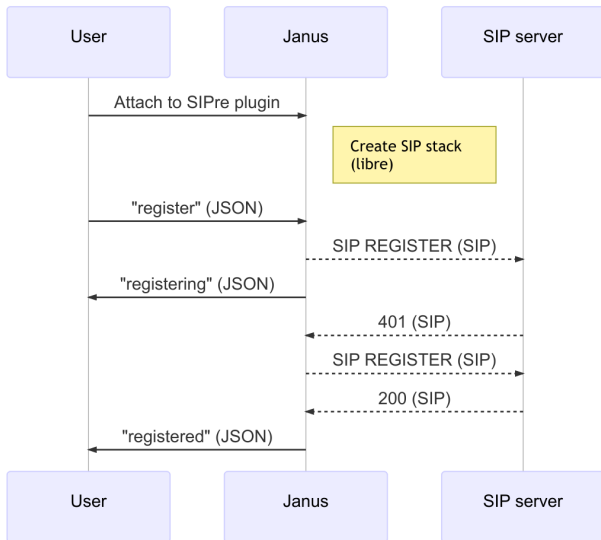 User Janus SIP server
Attach to SIPre plugin
Create SIP stack
(libre)
"register" (JSON)
SIP REGISTER (SIP)
"registering" (JSON)
401 (SIP)
SIP REGISTER (SIP)
200 (SIP)
"registered" (JSON)
User Janus SIP server